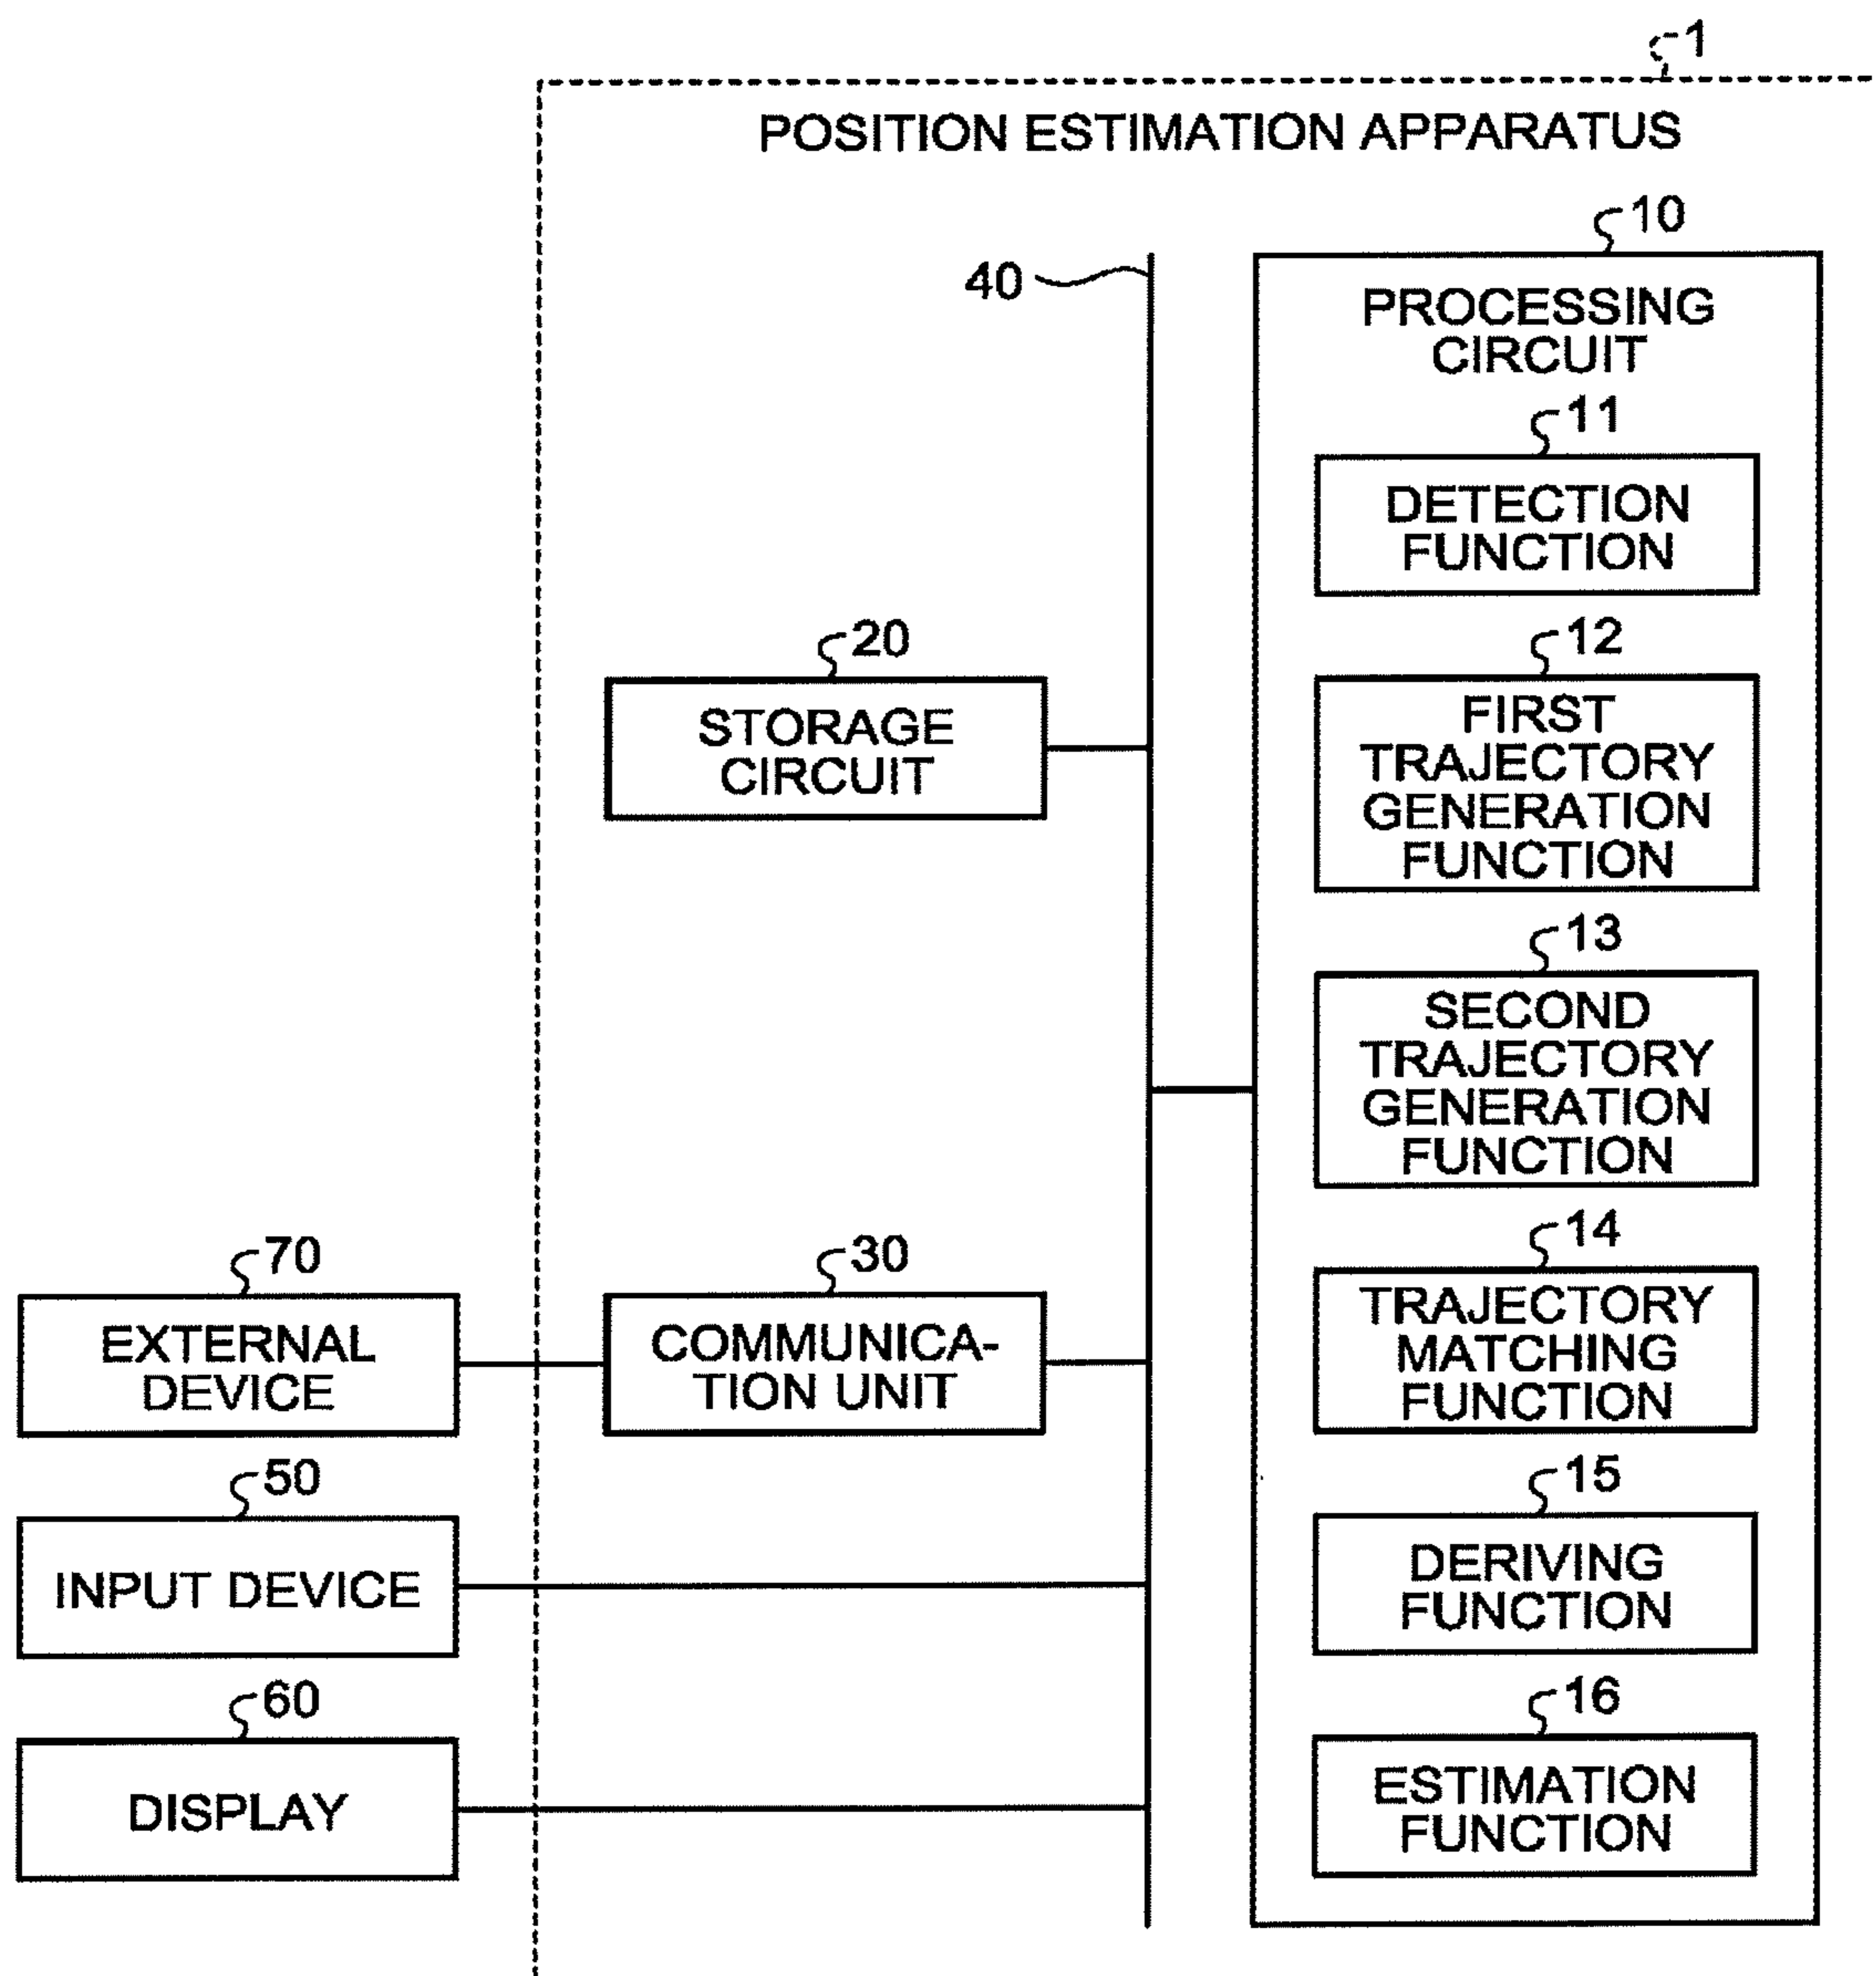 1
POSITION ESTIMATION APPARATUS
10
40
PROCESSING
CIRCUIT
11
DETECTION
FUNCTION
20
STORAGE
CIRCUIT
12
FIRST
TRAJECTORY
GENERATION
FUNCTION
13
SECOND
TRAJECTORY
GENERATION
FUNCTION
70
EXTERNAL
DEVICE
30
COMMUNICA-
TION UNIT
14
TRAJECTORY
MATCHING
FUNCTION
50
INPUT DEVICE
15
DERIVING
FUNCTION
60
DISPLAY
16
ESTIMATION
FUNCTION